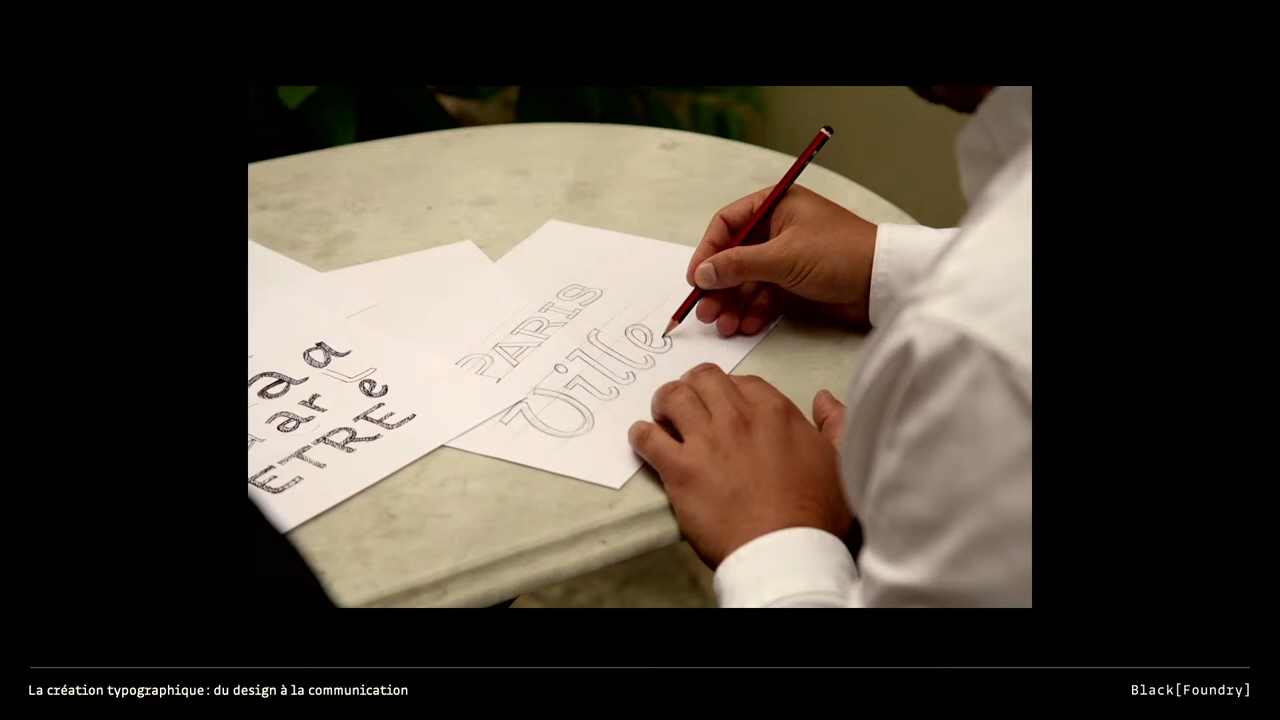 a a
ar e
ETRE
PARIS
Ville
La création typographique : du design à la communication
Black[Foundry]